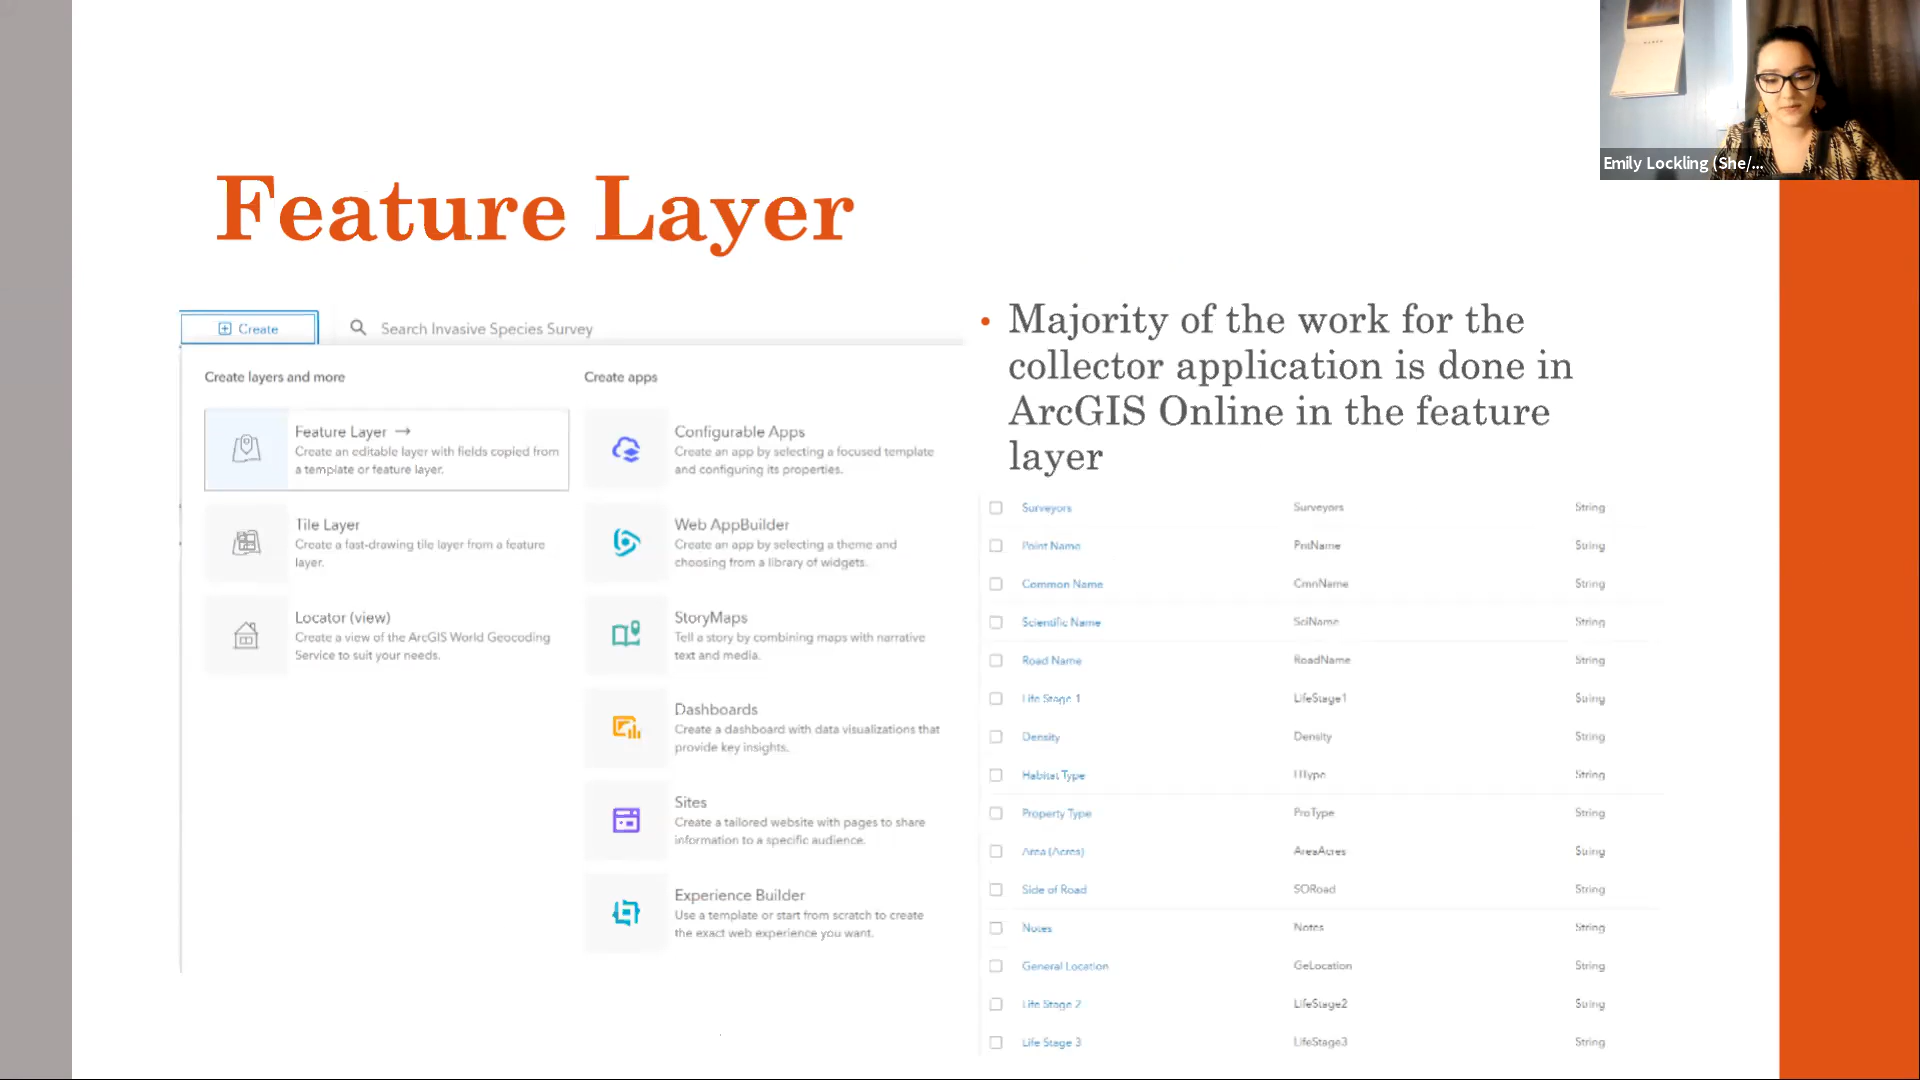 Emily Lockling (She/...
Feature Layer
Create
Search Invasive Species Survey
Create layers and more
Feature Layer →
Create an editable layer with fields copied from
a template or feature layer.
Tile Layer
Create a fast-drawing tile layer from a feature
layer.
Locator (view)
Create a view of the ArcGIS World Geocoding
Service to suit your needs.
Create apps
Configurable Apps
Create an app by selecting a focused template
and configuring its properties.
Web AppBuilder
Create an app by selecting a theme and
choosing from a library of widgets.
StoryMaps
Tell a story by combining maps with narrative
text and media.
Dashboards
Create a dashboard with data visualizations that
provide key insights.
Sites
Create a tailored website with pages to share
information to a specific audience.
Experience Builder
Use a template or start from scratch to create
the exact web experience you want.
• Majority of the work for the
collector application is done in
ArcGIS Online in the feature
layer
Surveyors Surveyors String
Point Name PntName String
Common Name CmnName String
Scientific Name SciName String
Road Name RoadName String
Life Stage 1 LifeStage1 String
Density Density String
Habitat Type HType String
Property Type ProType String
Area (Acres) AreaAcres String
Side of Road SORoad String
Notes Notes String
General Location GeLocation String
Life Stage 2 LifeStage2 String
Life Stage 3 LifeStage3 String